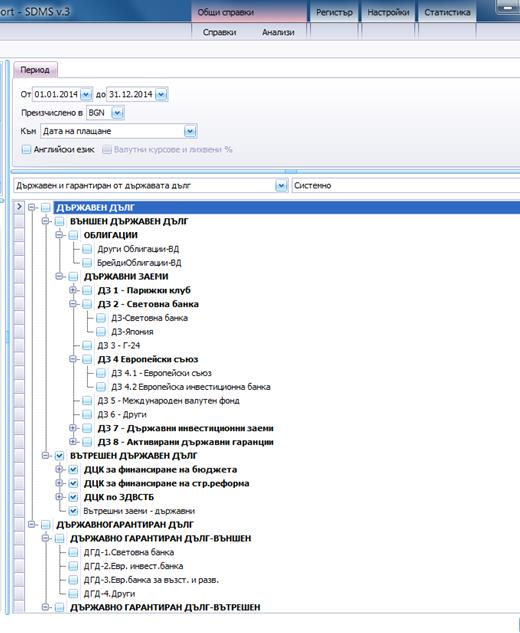 ort - SDMS v.3
Общи справки
Регистър
Настройки
Статистика
Справки
Анализи
Период
От 01.01.2014 до 31.12.2014
Преизчислено в BGN
Към Дата на плащане
Английски език
Валутни курсове и лихвени %
Държавен и гарантиран от държавата дълг
Системно
ДЪРЖАВЕН ДЪЛГ
ВЪНШЕН ДЪРЖАВЕН ДЪЛГ
ОБЛИГАЦИИ
Други Облигации-ВД
БрейдиОблигации-ВД
ДЪРЖАВНИ ЗАЕМИ
ДЗ 1 - Парижки клуб
ДЗ 2 - Световна банка
ДЗ-Световна банка
ДЗ-Япония
ДЗ 3 - Г-24
ДЗ 4 Европейски съюз
ДЗ 4.1 - Европейски съюз
ДЗ 4.2 Европейска инвестиционна банка
ДЗ 5 - Международен валутен фонд
ДЗ 6 - Други
ДЗ 7 - Държавни инвестиционни заеми
ДЗ 8 - Активирани държавни гаранции
ВЪТРЕШЕН ДЪРЖАВЕН ДЪЛГ
ДЦК за финансиране на бюджета
ДЦК за финансиране на стр.реформа
ДЦК по ЗДВСТБ
Вътрешни заеми - държавни
ДЪРЖАВНОГАРАНТИРАН ДЪЛГ
ДЪРЖАВНО ГАРАНТИРАН ДЪЛГ-ВЪНШЕН
ДГД-1.Световна банка
ДГД-2.Евр. инвест.банка
ДГД-3.Евр.банка за възст. и разв.
ДГД-4.Други
ДЪРЖАВНО ГАРАНТИРАН ДЪЛГ-ВЪТРЕШЕН